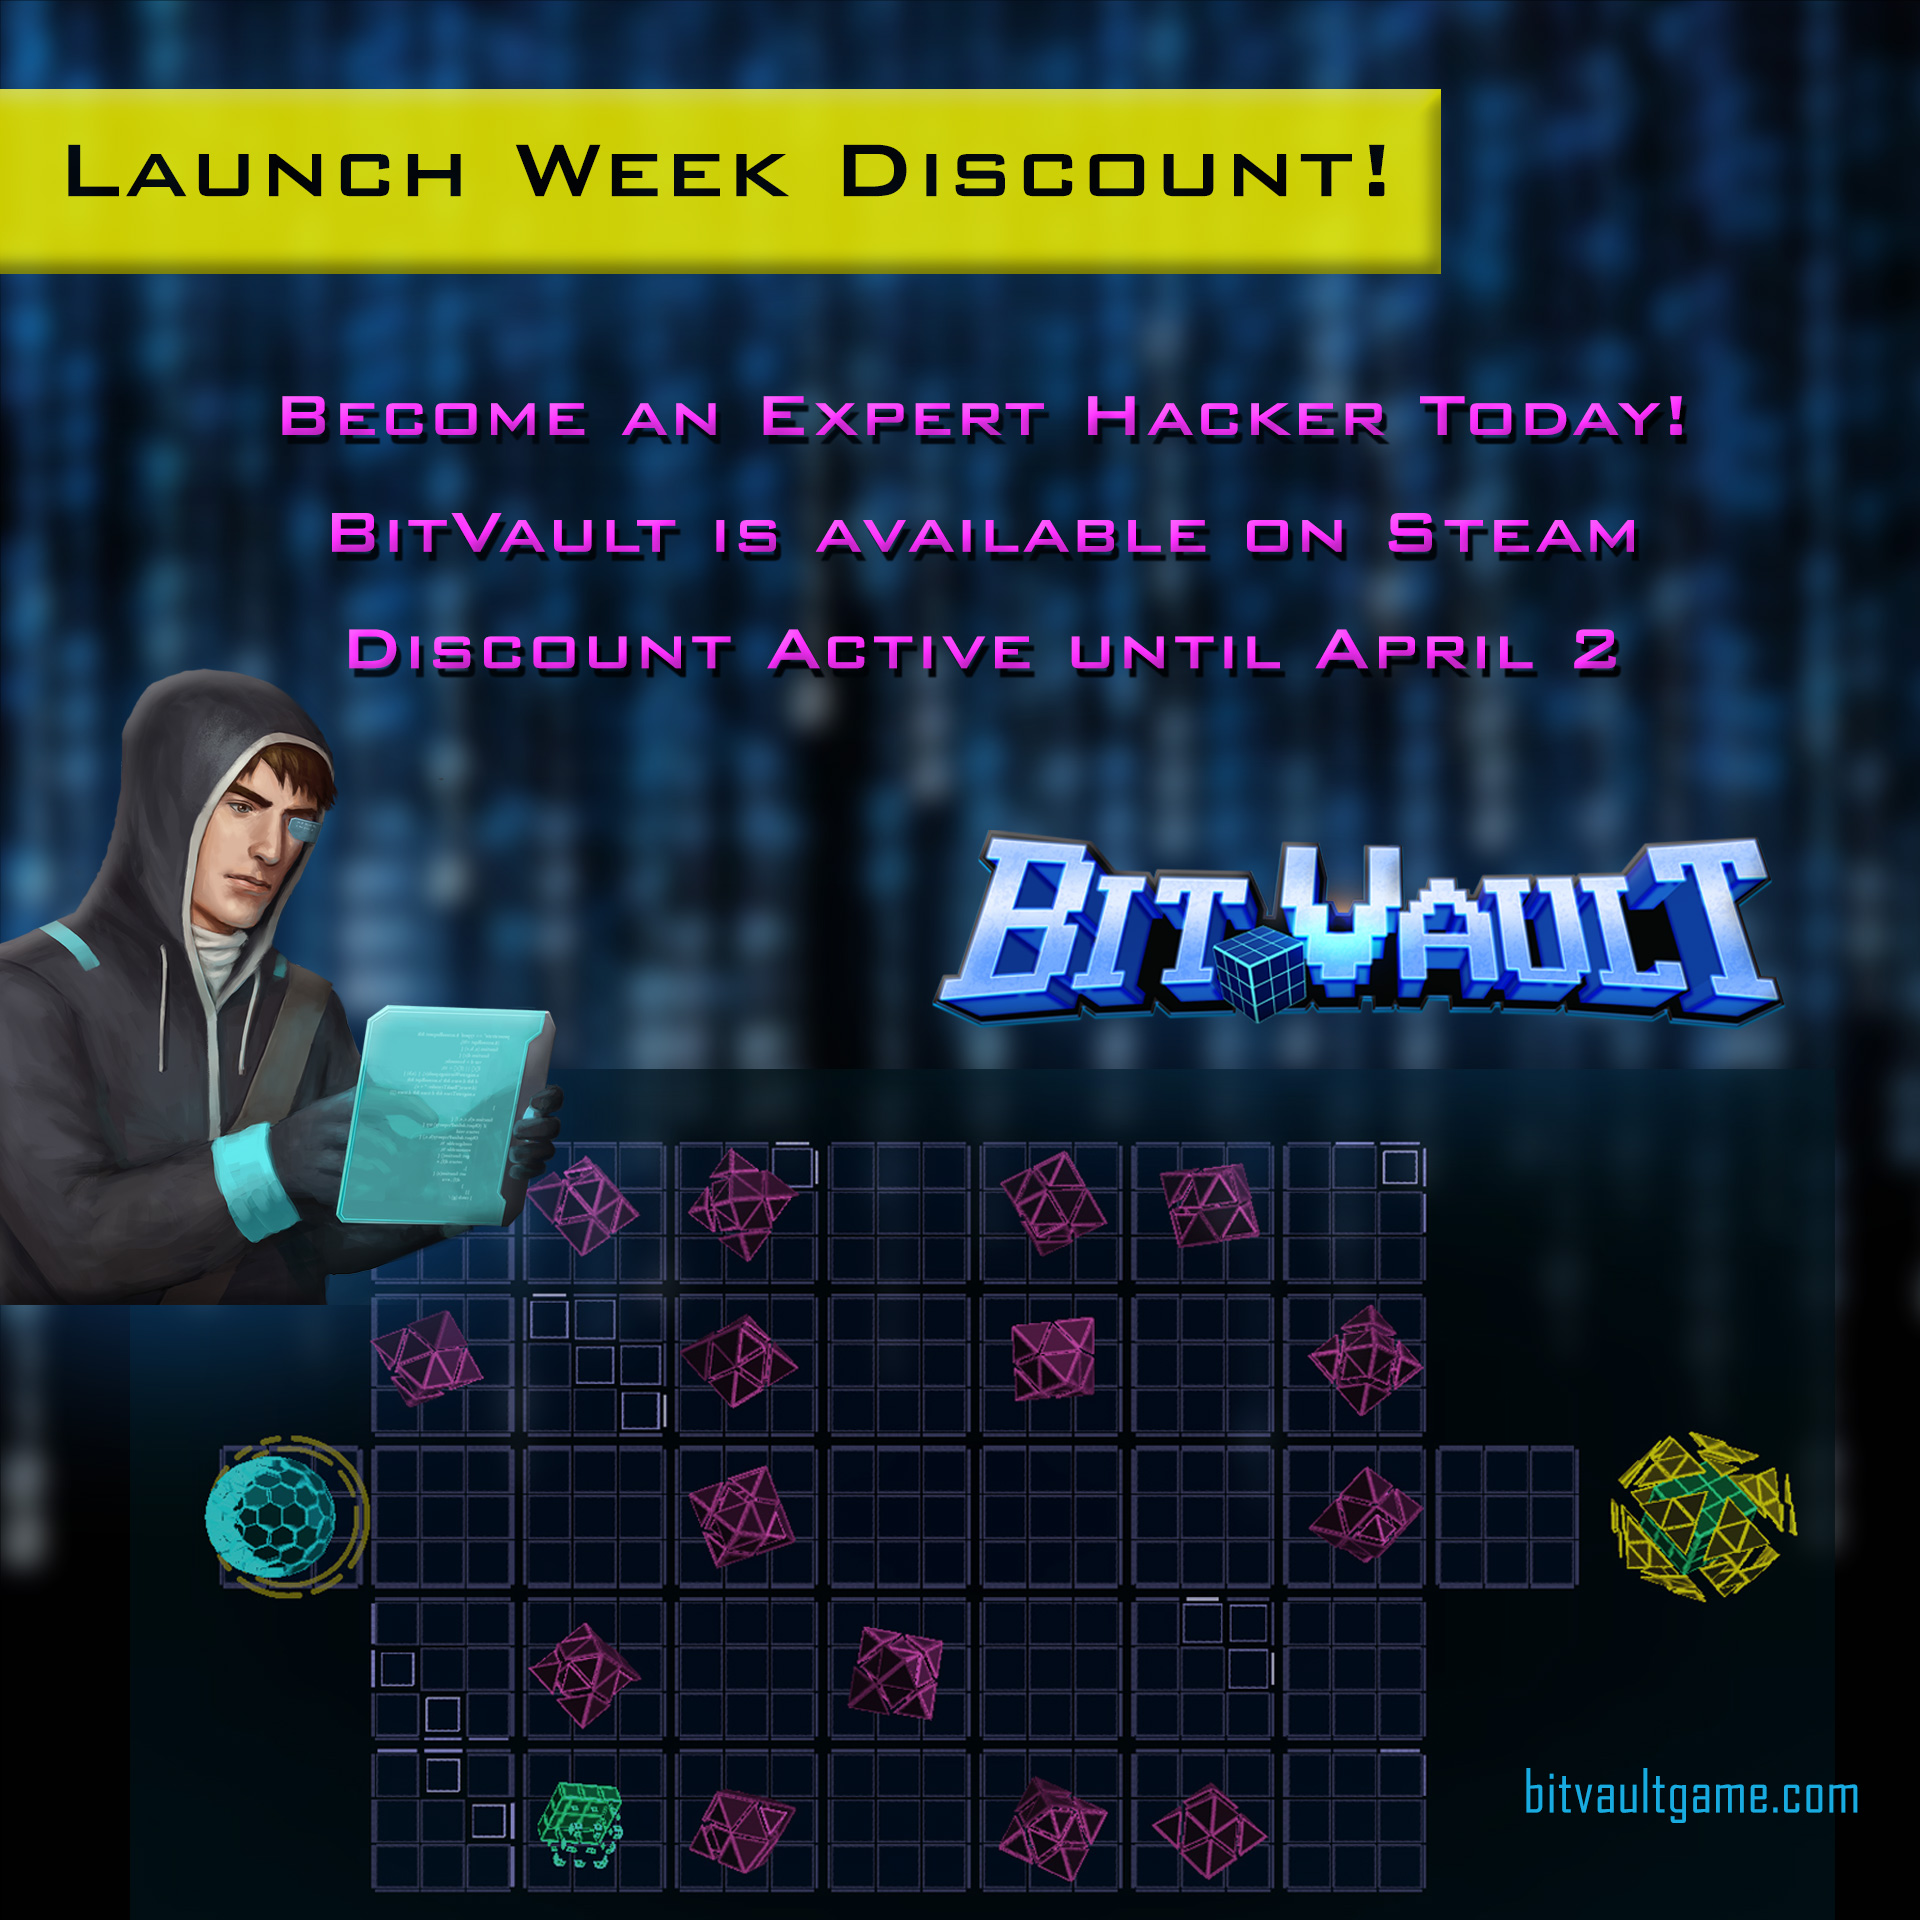 Launch Week Discount!
Become an Expert Hacker Today!
BitVault is available on Steam
Discount Active until April 2
BitVault
bitvaultgame.com